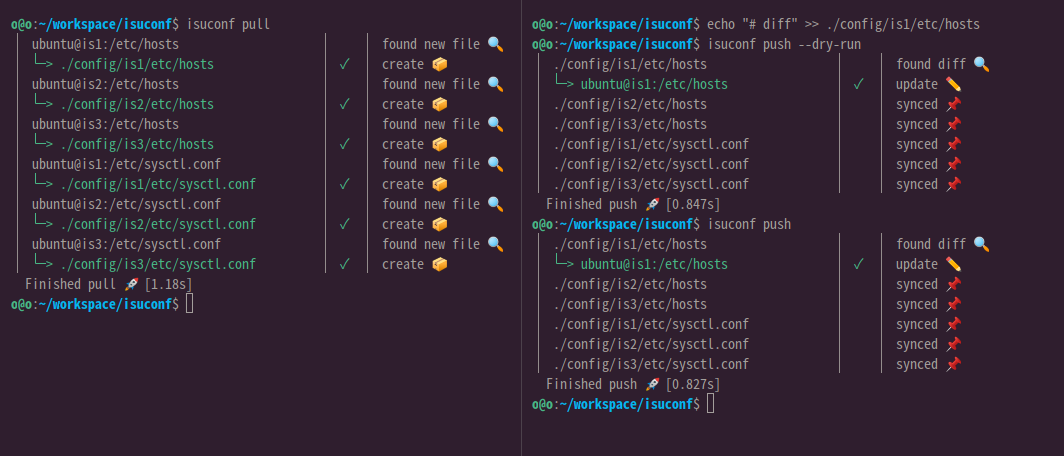 o@o:~/workspace/isuconf$ isuconf pull
ubuntu@is1:/etc/hosts found new file 🔍
└─> ./config/is1/etc/hosts ✓ create 📦
ubuntu@is2:/etc/hosts found new file 🔍
└─> ./config/is2/etc/hosts ✓ create 📦
ubuntu@is3:/etc/hosts found new file 🔍
└─> ./config/is3/etc/hosts ✓ create 📦
ubuntu@is1:/etc/sysctl.conf found new file 🔍
└─> ./config/is1/etc/sysctl.conf ✓ create 📦
ubuntu@is2:/etc/sysctl.conf found new file 🔍
└─> ./config/is2/etc/sysctl.conf ✓ create 📦
ubuntu@is3:/etc/sysctl.conf found new file 🔍
└─> ./config/is3/etc/sysctl.conf ✓ create 📦
Finished pull 🚀 [1.18s]
o@o:~/workspace/isuconf$
o@o:~/workspace/isuconf$ echo "# diff" >> ./config/is1/etc/hosts
o@o:~/workspace/isuconf$ isuconf push --dry-run
./config/is1/etc/hosts found diff 🔍
└─> ubuntu@is1:/etc/hosts ✓ update ✏️
./config/is2/etc/hosts synced 📌
./config/is3/etc/hosts synced 📌
./config/is1/etc/sysctl.conf synced 📌
./config/is2/etc/sysctl.conf synced 📌
./config/is3/etc/sysctl.conf synced 📌
Finished push 🚀 [0.847s]
o@o:~/workspace/isuconf$ isuconf push
./config/is1/etc/hosts found diff 🔍
└─> ubuntu@is1:/etc/hosts ✓ update ✏️
./config/is2/etc/hosts synced 📌
./config/is3/etc/hosts synced 📌
./config/is1/etc/sysctl.conf synced 📌
./config/is2/etc/sysctl.conf synced 📌
./config/is3/etc/sysctl.conf synced 📌
Finished push 🚀 [0.827s]
o@o:~/workspace/isuconf$